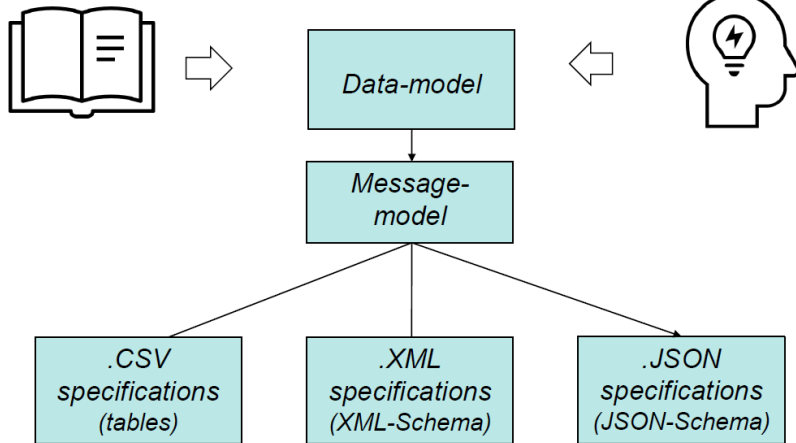 Data-model
Message-
model
.CSV
specifications
(tables)
.XML
specifications
(XML-Schema)
.JSON
specifications
(JSON-Schema)